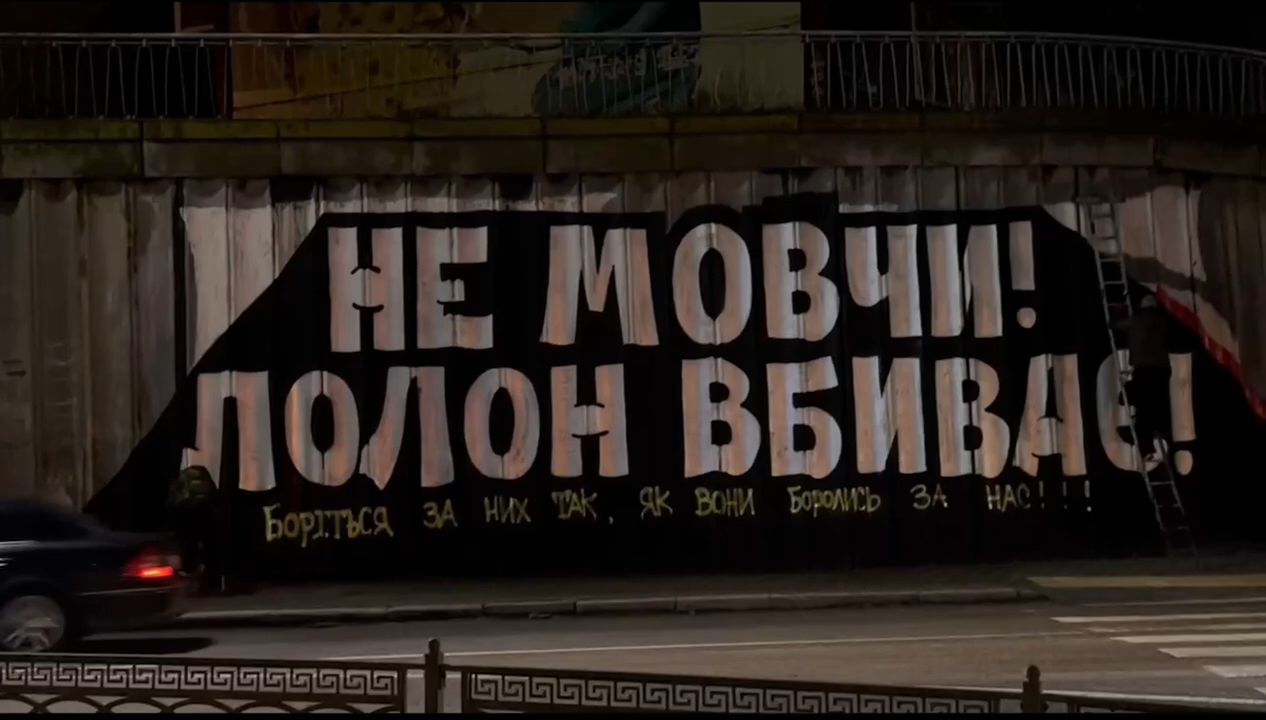 НЕ МОВЧИ!
ПОЛОН ВБИВАЄ!
БОРІТЬСЯ ЗА НИХ ТАК, ЯК ВОНИ БОРОЛИСЬ ЗА НАС!!!